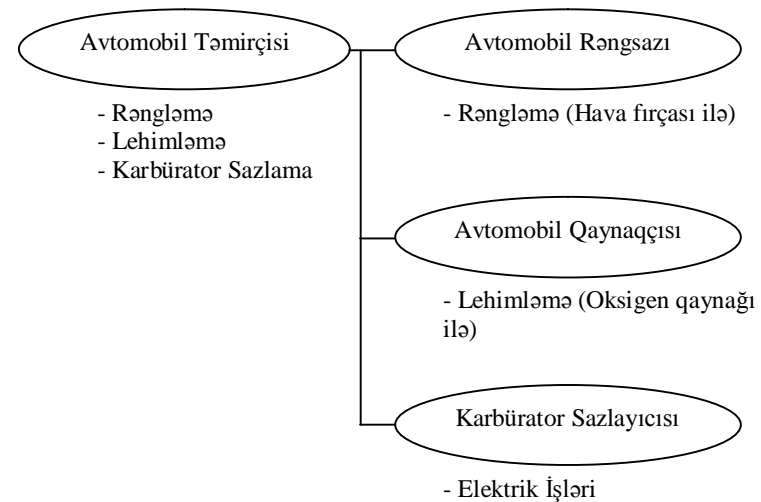 Avtomobil Təmirçisi
- Rəngləmə
- Lehimləmə
- Karbürator Sazlama
Avtomobil Rəngsazı
- Rəngləmə (Hava fırçası ilə)
Avtomobil Qaynaqçısı
- Lehimləmə (Oksigen qaynağı
ilə)
Karbürator Sazlayıcısı
- Elektrik İşləri